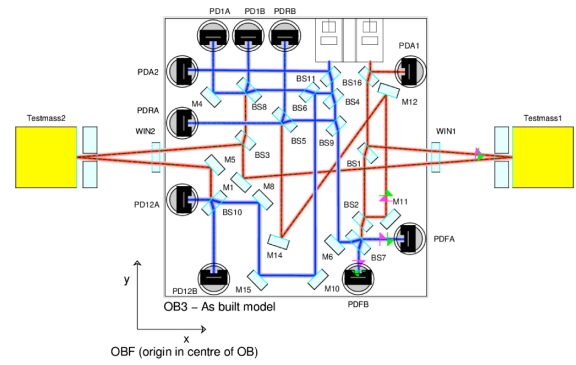 PD1A PD1B PDRB
PDA2 BS11 BS16 PDA1
M4 BS8 BS6 BS4 M12
PDRA
Testmass2 WIN2 BS5 BS9 WIN1 Testmass1
BS3 BS1
M5
M1 M8
PD12A BS10 BS2 M11
M14 M6 BS7 PDFA
PD12B M15 M10 PDFB
y
OB3 – As built model
x
OBF (origin in centre of OB)